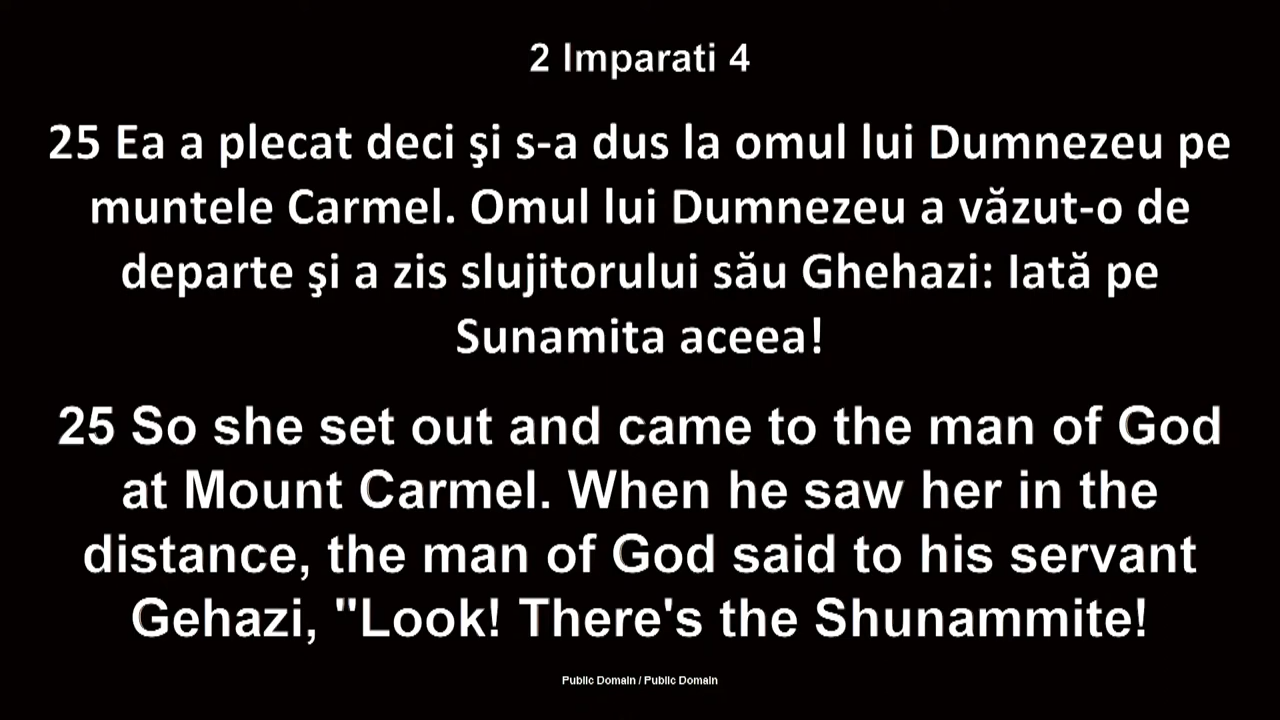 2 Imparati 4
25 Ea a plecat deci şi s-a dus la omul lui Dumnezeu pe
muntele Carmel. Omul lui Dumnezeu a văzut-o de
departe şi a zis slujitorului său Ghehazi: Iată pe
Sunamita aceea!
25 So she set out and came to the man of God
at Mount Carmel. When he saw her in the
distance, the man of God said to his servant
Gehazi, "Look! There's the Shunammite!
Public Domain / Public Domain